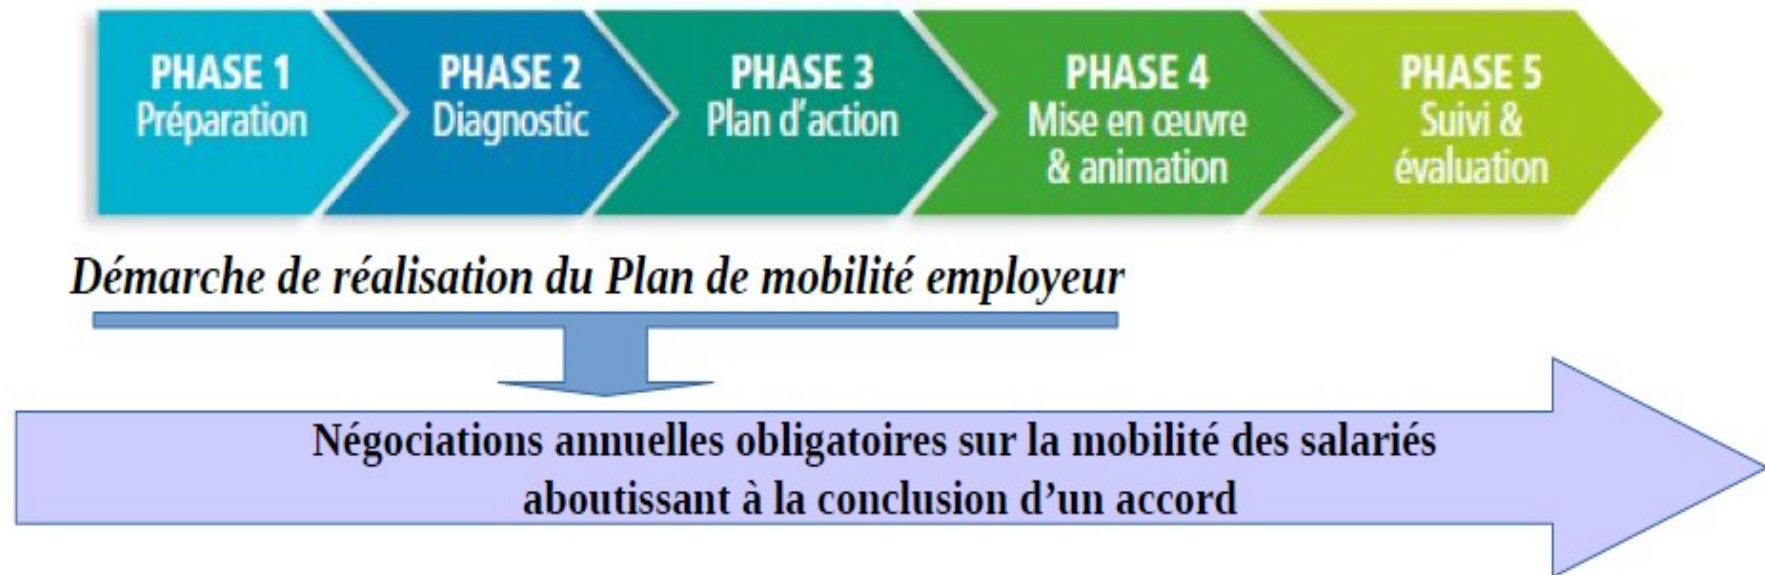 PHASE 1
Préparation
PHASE 2
Diagnostic
PHASE 3
Plan d'action
PHASE 4
Mise en œuvre
& animation
PHASE 5
Suivi &
évaluation
Démarche de réalisation du Plan de mobilité employeur
Négociations annuelles obligatoires sur la mobilité des salariés
aboutissant à la conclusion d'un accord